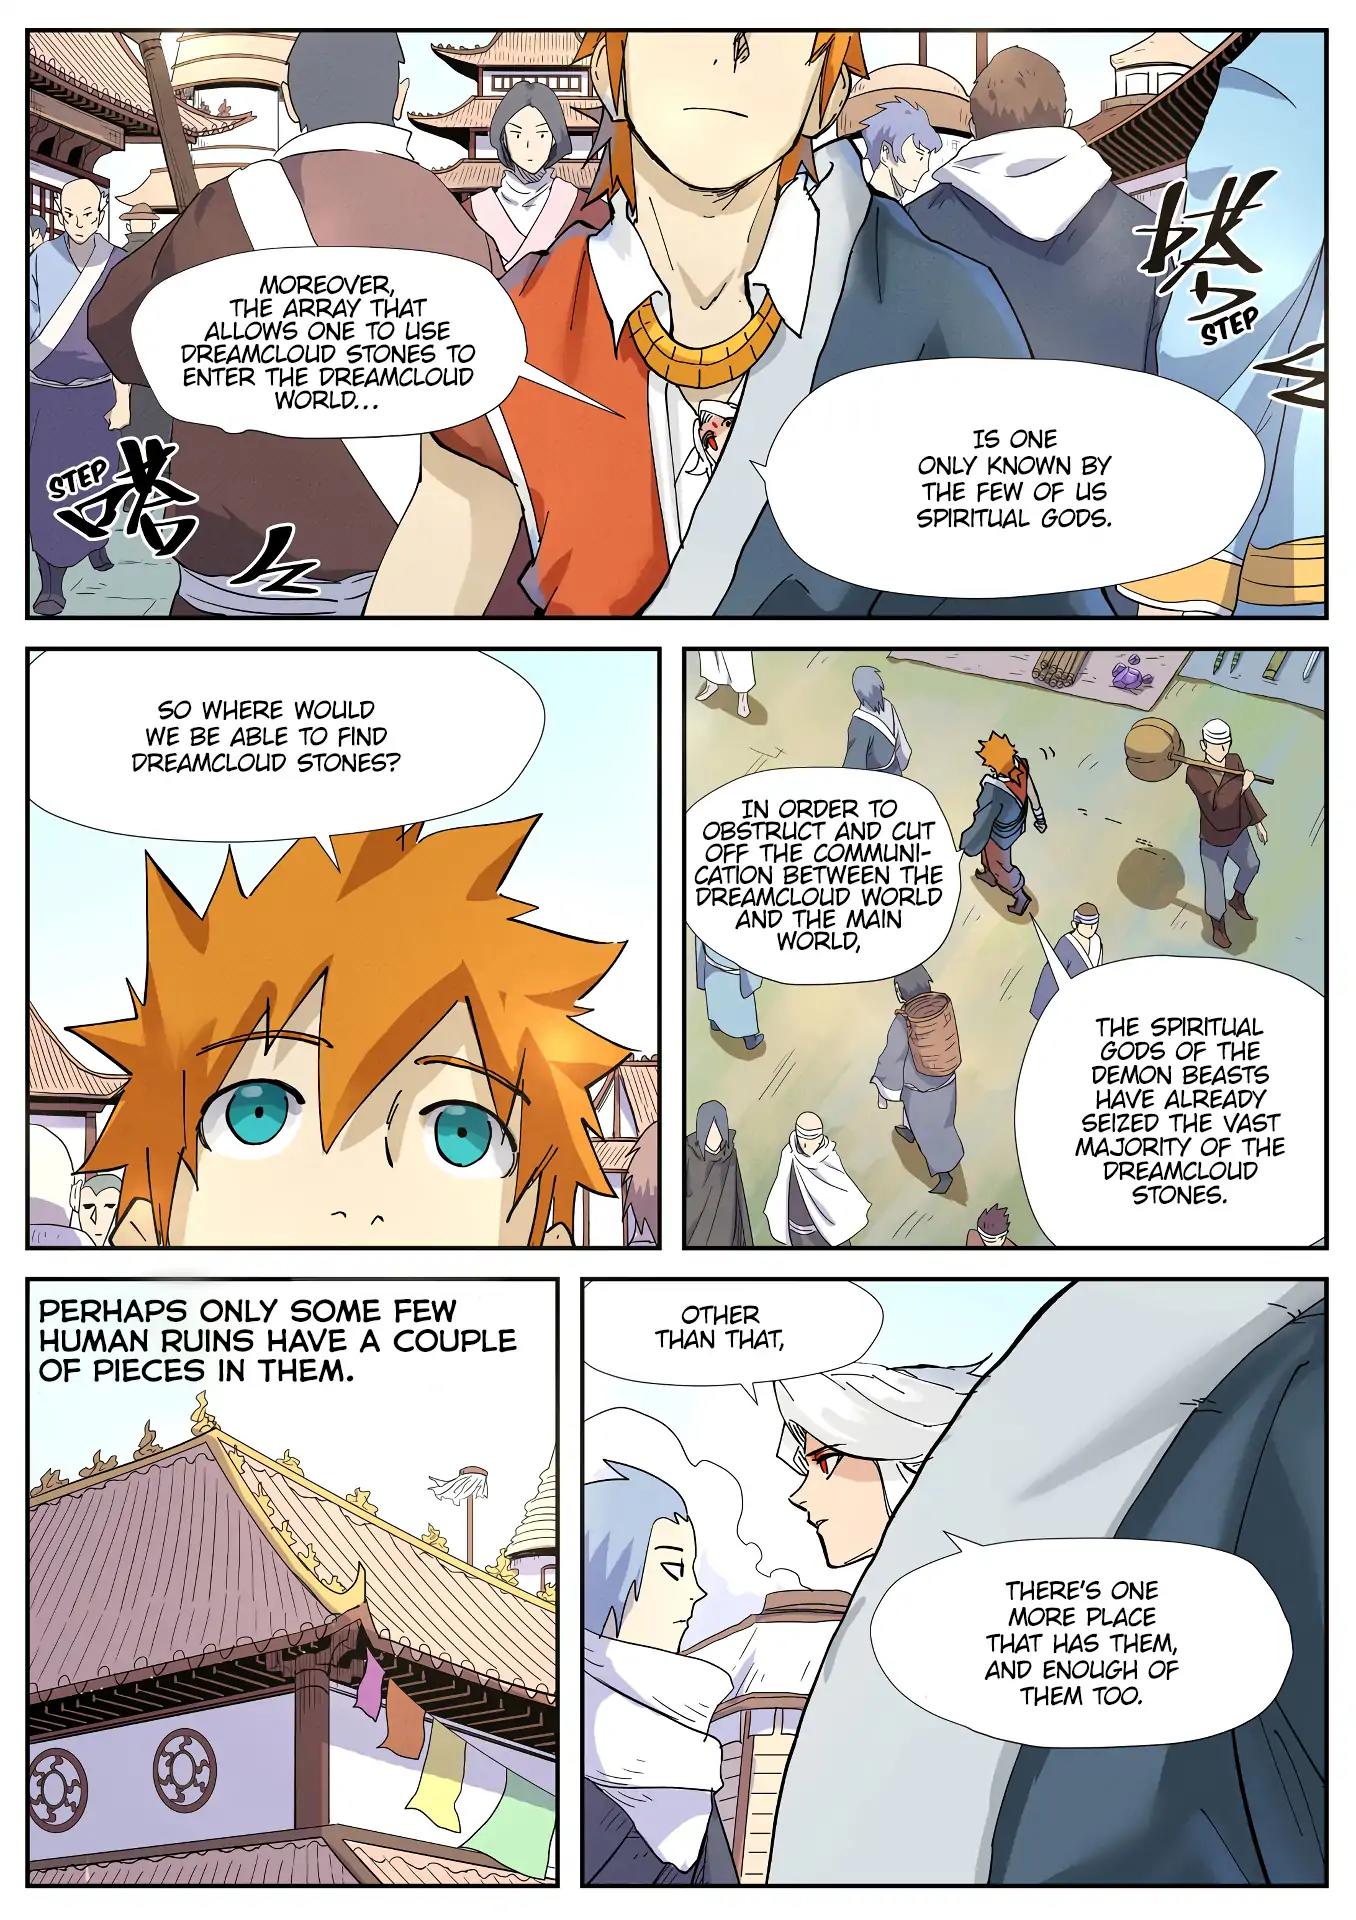 MOREOVER,
THE ARRAY THAT
ALLOWS ONE TO USE
DREAMCLOUD STONES TO
ENTER THE DREAMCLOUD
WORLD...
IS ONE
ONLY KNOWN BY
THE FEW OF US
SPIRITUAL GODS.
嗒
STEP
STEP
嗒
SO WHERE WOULD
WE BE ABLE TO FIND
DREAMCLOUD STONES?
IN ORDER TO
OBSTRUCT AND CUT
OFF THE COMMUNI-
CATION BETWEEN THE
DREAMCLOUD WORLD
AND THE MAIN
WORLD,
THE SPIRITUAL
GODS OF THE
DEMON BEASTS
HAVE ALREADY
SEIZED THE VAST
MAJORITY OF THE
DREAMCLOUD
STONES.
PERHAPS ONLY SOME FEW
HUMAN RUINS HAVE A COUPLE
OF PIECES IN THEM.
OTHER
THAN THAT,
THERE'S ONE
MORE PLACE
THAT HAS THEM,
AND ENOUGH OF
THEM TOO.